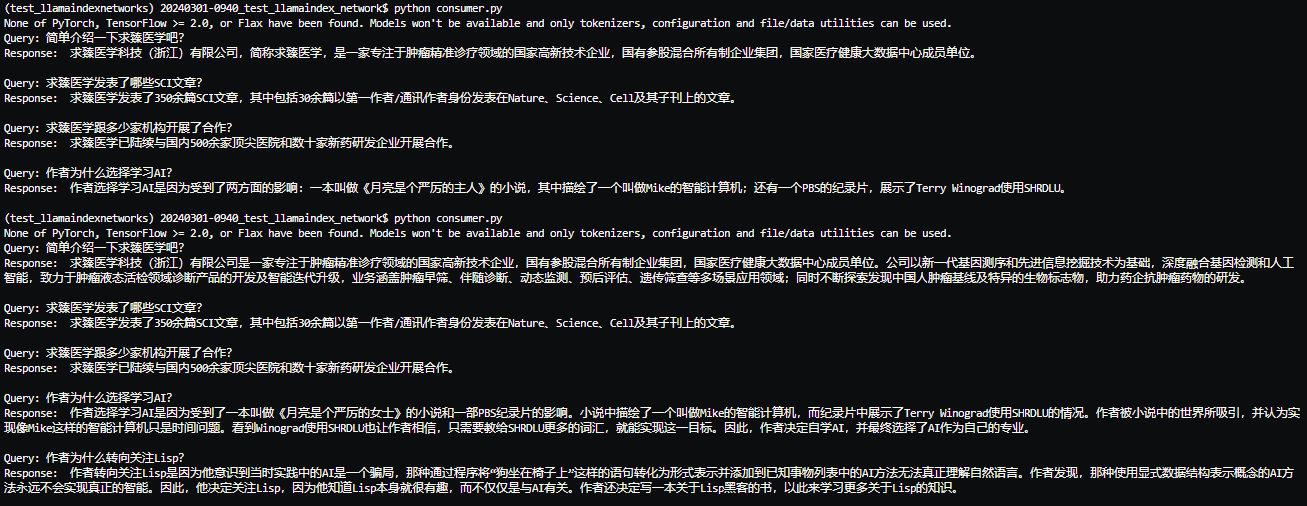 (test_llamaindexnetworks) 20240301-0940_test_llamaindex_network$ python consumer.py
None of PyTorch, TensorFlow >= 2.0, or Flax have been found. Models won't be available and only tokenizers, configuration and file/data utilities can be used.
Query: 简单介绍一下求臻医学吧?
Response:  求臻医学科技（浙江）有限公司，简称求臻医学，是一家专注于肿瘤精准诊疗领域的国家高新技术企业，国有参股混合所有制企业集团，国家医疗健康大数据中心成员单位。
Query: 求臻医学发表了哪些SCI文章?
Response:  求臻医学发表了350余篇SCI文章，其中包括30余篇以第一作者/通讯作者身份发表在Nature、Science、Cell及其子刊上的文章。
Query: 求臻医学跟多少家机构开展了合作?
Response:  求臻医学已陆续与国内500余家顶尖医院和数十家新药研发企业开展合作。
Query: 作者为什么选择学习AI?
Response:  作者选择学习AI是因为受到了两方面的影响：一本叫做《月亮是个严厉的主人》的小说，其中描绘了一个叫做Mike的智能计算机；还有一个PBS的纪录片，展示了Terry Winograd使用SHRDLU。
(test_llamaindexnetworks) 20240301-0940_test_llamaindex_network$ python consumer.py
None of PyTorch, TensorFlow >= 2.0, or Flax have been found. Models won't be available and only tokenizers, configuration and file/data utilities can be used.
Query: 简单介绍一下求臻医学吧?
Response:  求臻医学科技（浙江）有限公司是一家专注于肿瘤精准诊疗领域的国家高新技术企业，国有参股混合所有制企业集团，国家医疗健康大数据中心成员单位。公司以新一代基因测序和先进信息挖掘技术为基础，深度融合基因检测和人工
智能，致力于肿瘤液态活检领域诊断产品的开发及智能迭代升级，业务涵盖肿瘤早筛、伴随诊断、动态监测、预后评估、遗传筛查等多场景应用领域；同时不断探索发现中国人肿瘤基线及特异的生物标志物，助力药企抗肿瘤药物的研发。
Query: 求臻医学发表了哪些SCI文章?
Response:  求臻医学发表了350余篇SCI文章，其中包括30余篇以第一作者/通讯作者身份发表在Nature、Science、Cell及其子刊上的文章。
Query: 求臻医学跟多少家机构开展了合作?
Response:  求臻医学已陆续与国内500余家顶尖医院和数十家新药研发企业开展合作。
Query: 作者为什么选择学习AI?
Response:  作者选择学习AI是因为受到了一本叫做《月亮是个严厉的女士》的小说和一部PBS纪录片的影响。小说中描绘了一个叫做Mike的智能计算机，而纪录片中展示了Terry Winograd使用SHRDLU的情况。作者被小说中的世界所吸引，并认为实
现像Mike这样的智能计算机只是时间问题。看到Winograd使用SHRDLU也让作者相信，只需要教给SHRDLU更多的词汇，就能实现这一目标。因此，作者决定自学AI，并最终选择了AI作为自己的专业。
Query: 作者为什么转向关注Lisp?
Response:  作者转向关注Lisp是因为他意识到当时实践中的AI是一个骗局，那种通过程序将“狗坐在椅子上”这样的语句转化为形式表示并添加到已知事物列表中的AI方法无法真正理解自然语言。作者发现，那种使用显式数据结构表示概念的AI方
法永远不会实现真正的智能。因此，他决定关注Lisp，因为他知道Lisp本身就很有趣，而不仅仅是与AI有关。作者还决定写一本关于Lisp黑客的书，以此来学习更多关于Lisp的知识。